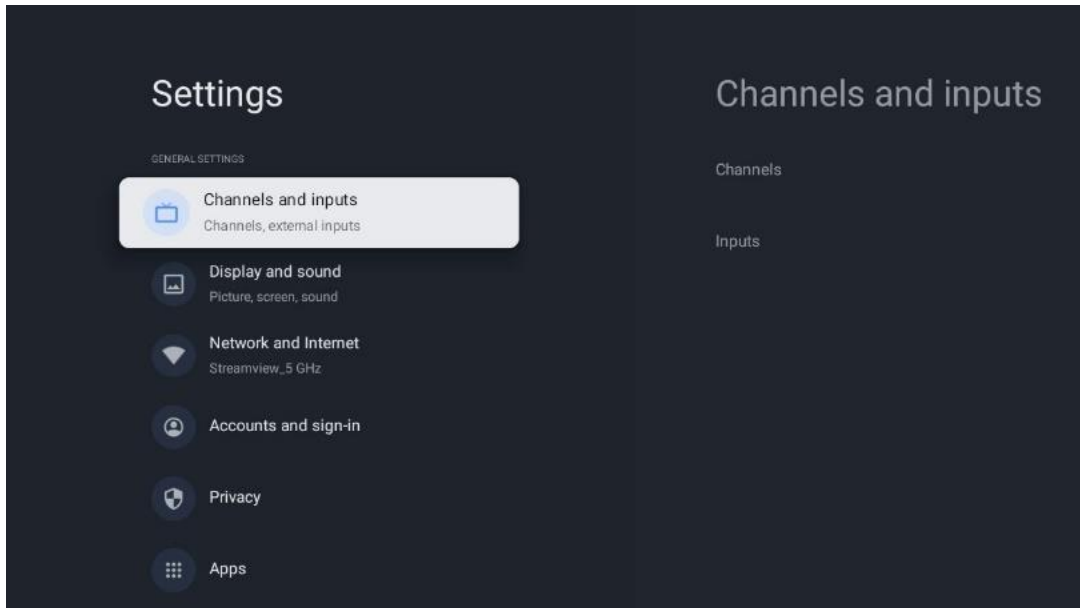 Settings
GENERAL SETTINGS
Channels and inputs
Channels, external inputs
Display and sound
Picture, screen, sound
Network and Internet
Streamview_5 GHz
Accounts and sign-in
Privacy
Apps
Channels and inputs
Channels
Inputs